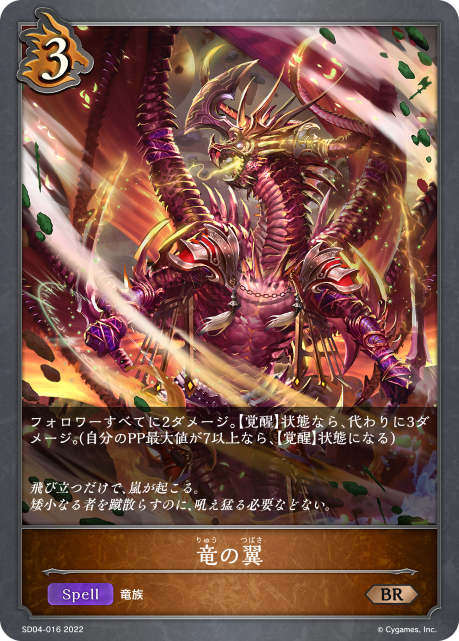 3
フォロワーすべてに2ダメージ。【覚醒】状態なら、代わりに3ダ
メージ。(自分のPP最大値が7以上なら、【覚醒】状態になる)
飛び立つだけで、嵐が起こる。
矮小なる者を蹴散らすのに、吼え猛る必要などない。
りゅう つばさ
竜の翼
Spell 竜族 BR
SD04-016 2022 © Cygames, Inc.